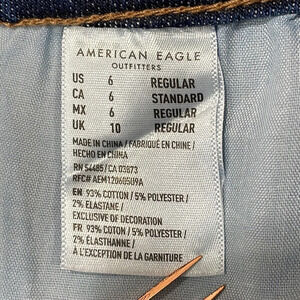 AMERICAN EAGLE
OUTFITTERS
US 6 REGULAR
CA 6 STANDARD
MX 6 REGULAR
UK 10 REGULAR
MADE IN CHINA / FABRIQUÉ EN CHINE /
HECHO EN CHINA
RN 54485 / CA 03873
RFC# AEM120605U9A
EN 93% COTTON / 5% POLYESTER /
2% ELASTANE /
EXCLUSIVE OF DECORATION
FR 93% COTON / 5% POLYESTER /
2% ÉLASTHANNE /
À L'EXCEPTION DE LA GARNITURE